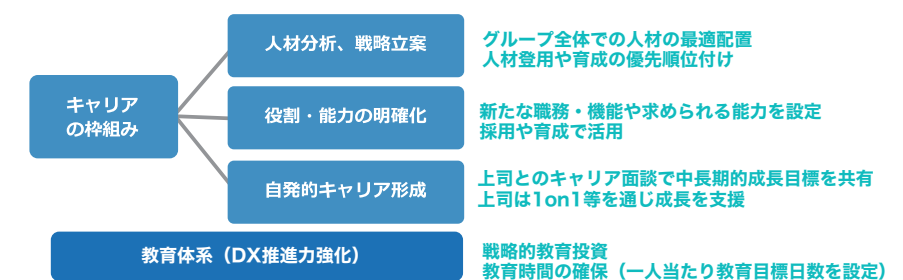 キャリア
の枠組み
人材分析、戦略立案
グループ全体での人材の最適配置
人材登用や育成の優先順位付け
役割・能力の明確化
新たな職務・機能や求められる能力を設定
採用や育成で活用
自発的キャリア形成
上司とのキャリア面談で中長期的成長目標を共有
上司は1on1等を通じ成長を支援
教育体系（DX推進力強化）
戦略的教育投資
教育時間の確保（一人当たり教育目標日数を設定）